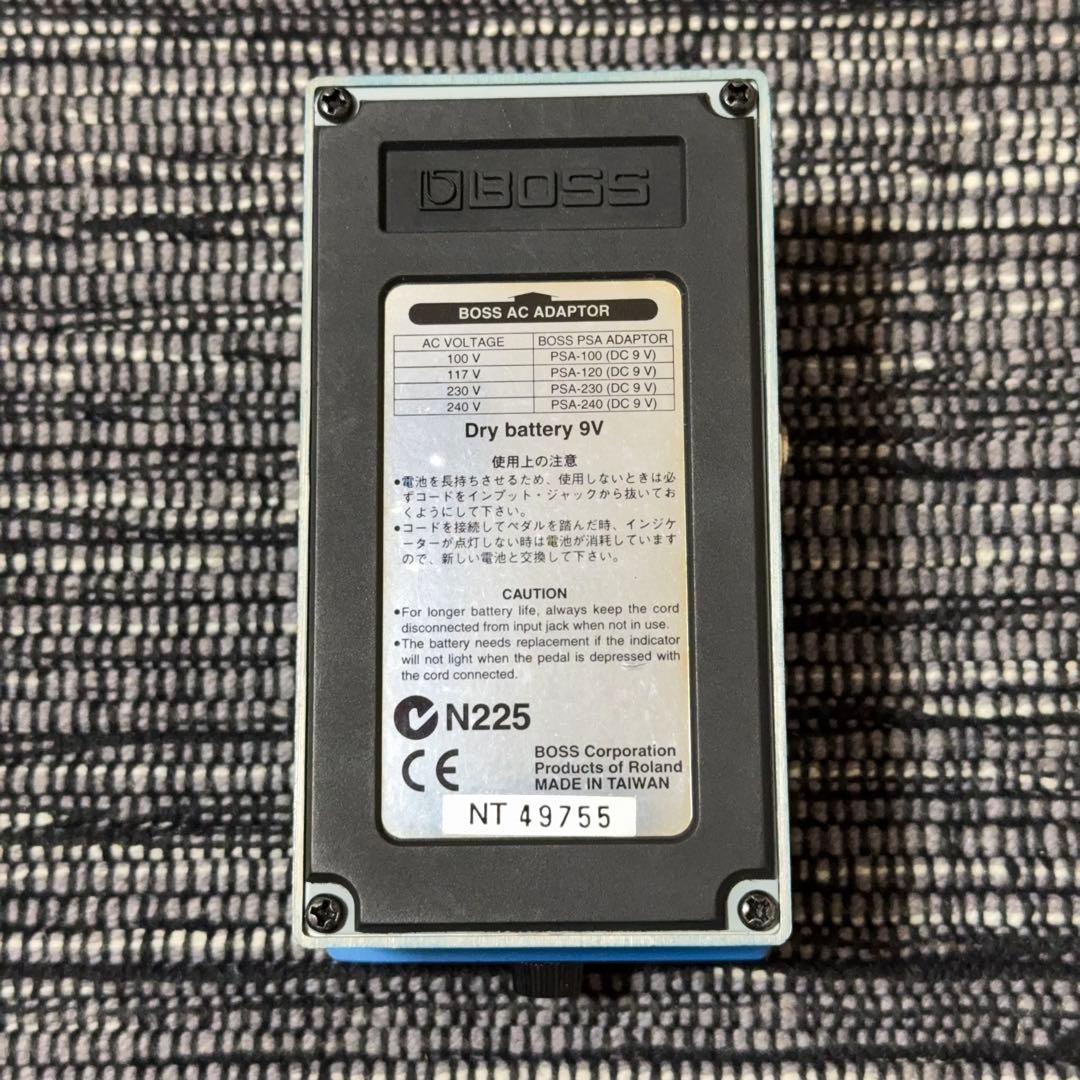 BOSS
BOSS AC ADAPTOR
AC VOLTAGE BOSS PSA ADAPTOR
100 V PSA-100 (DC 9 V)
117 V PSA-120 (DC 9 V)
230 V PSA-230 (DC 9 V)
240 V PSA-240 (DC 9 V)
Dry battery 9V
使用上の注意
●電池を長持ちさせるため、使用しないときは必
ずコードをインプット・ジャックから抜いてお
くようにして下さい。
●コードを接続してペダルを踏んだ時、インジケ
ーターが点灯しない時は電池が消耗しています
ので、新しい電池と交換して下さい。
CAUTION
●For longer battery life, always keep the cord
disconnected from input jack when not in use.
●The battery needs replacement if the indicator
will not light when the pedal is depressed with
the cord connected.
N225
CE
BOSS Corporation
Products of Roland
MADE IN TAIWAN
NT 49755